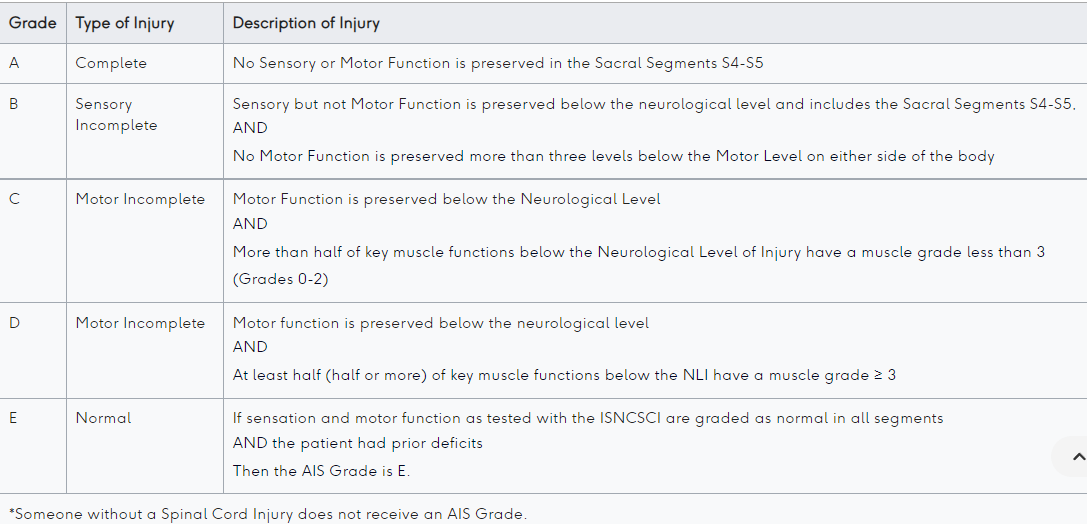 Grade Type of Injury Description of Injury
A Complete No Sensory or Motor Function is preserved in the Sacral Segments S4-S5
B Sensory Incomplete Sensory but not Motor Function is preserved below the neurological level and includes the Sacral Segments S4-S5,
AND
No Motor Function is preserved more than three levels below the Motor Level on either side of the body
C Motor Incomplete Motor Function is preserved below the Neurological Level
AND
More than half of key muscle functions below the Neurological Level of Injury have a muscle grade less than 3
(Grades 0-2)
D Motor Incomplete Motor function is preserved below the neurological level
AND
At least half (half or more) of key muscle functions below the NLI have a muscle grade ≥ 3
E Normal If sensation and motor function as tested with the ISNCSCI are graded as normal in all segments
AND the patient had prior deficits
Then the AIS Grade is E.
*Someone without a Spinal Cord Injury does not receive an AIS Grade.